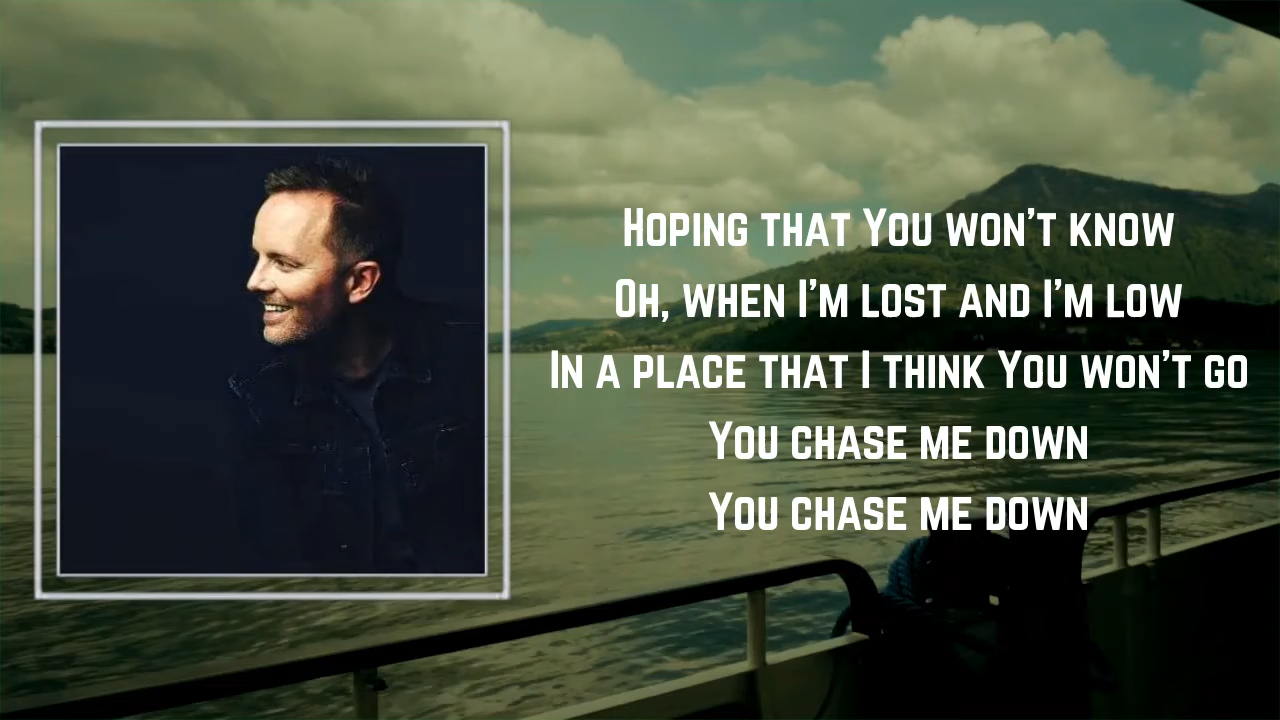 Hoping that You won't know
Oh, when I'm lost and I'm low
In a place that I think You won't go
You chase me down
You chase me down